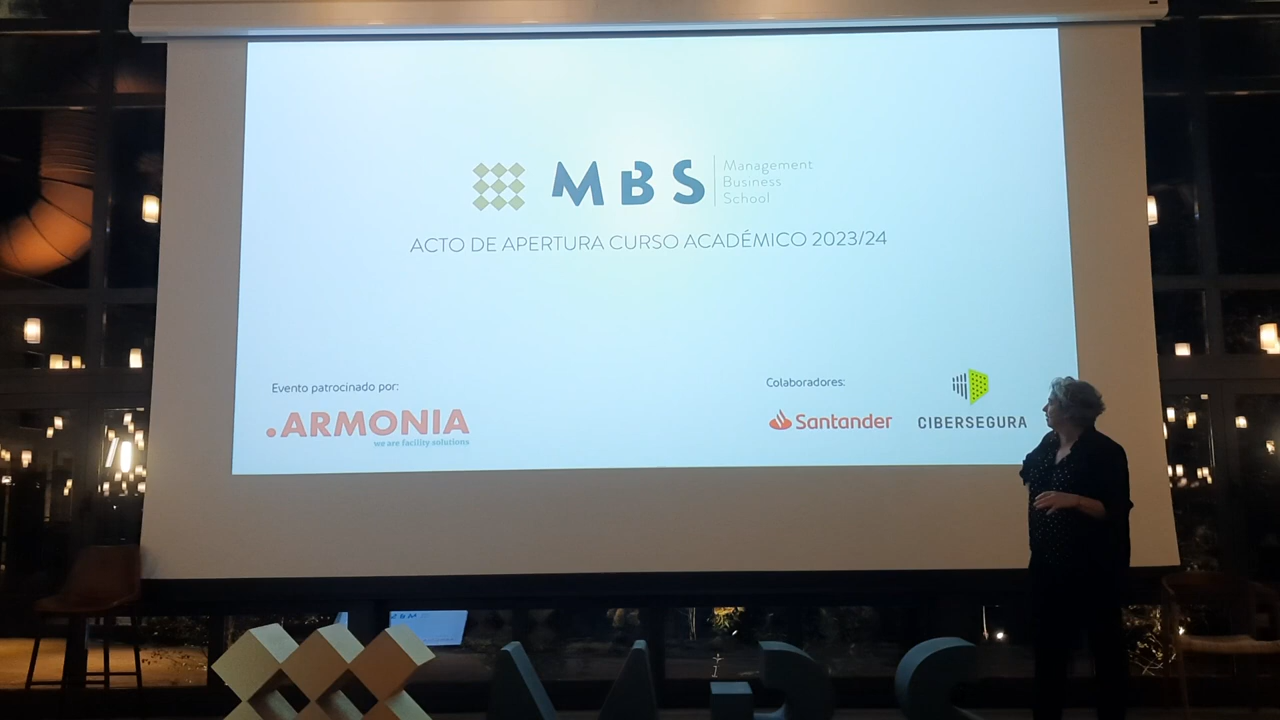 MBS
Management
Business
School
ACTO DE APERTURA CURSO ACADÉMICO 2023/24
Evento patrocinado por:
.ARMONIA
we are facility solutions
Colaboradores:
Santander
CIBERSEGURA
MBS